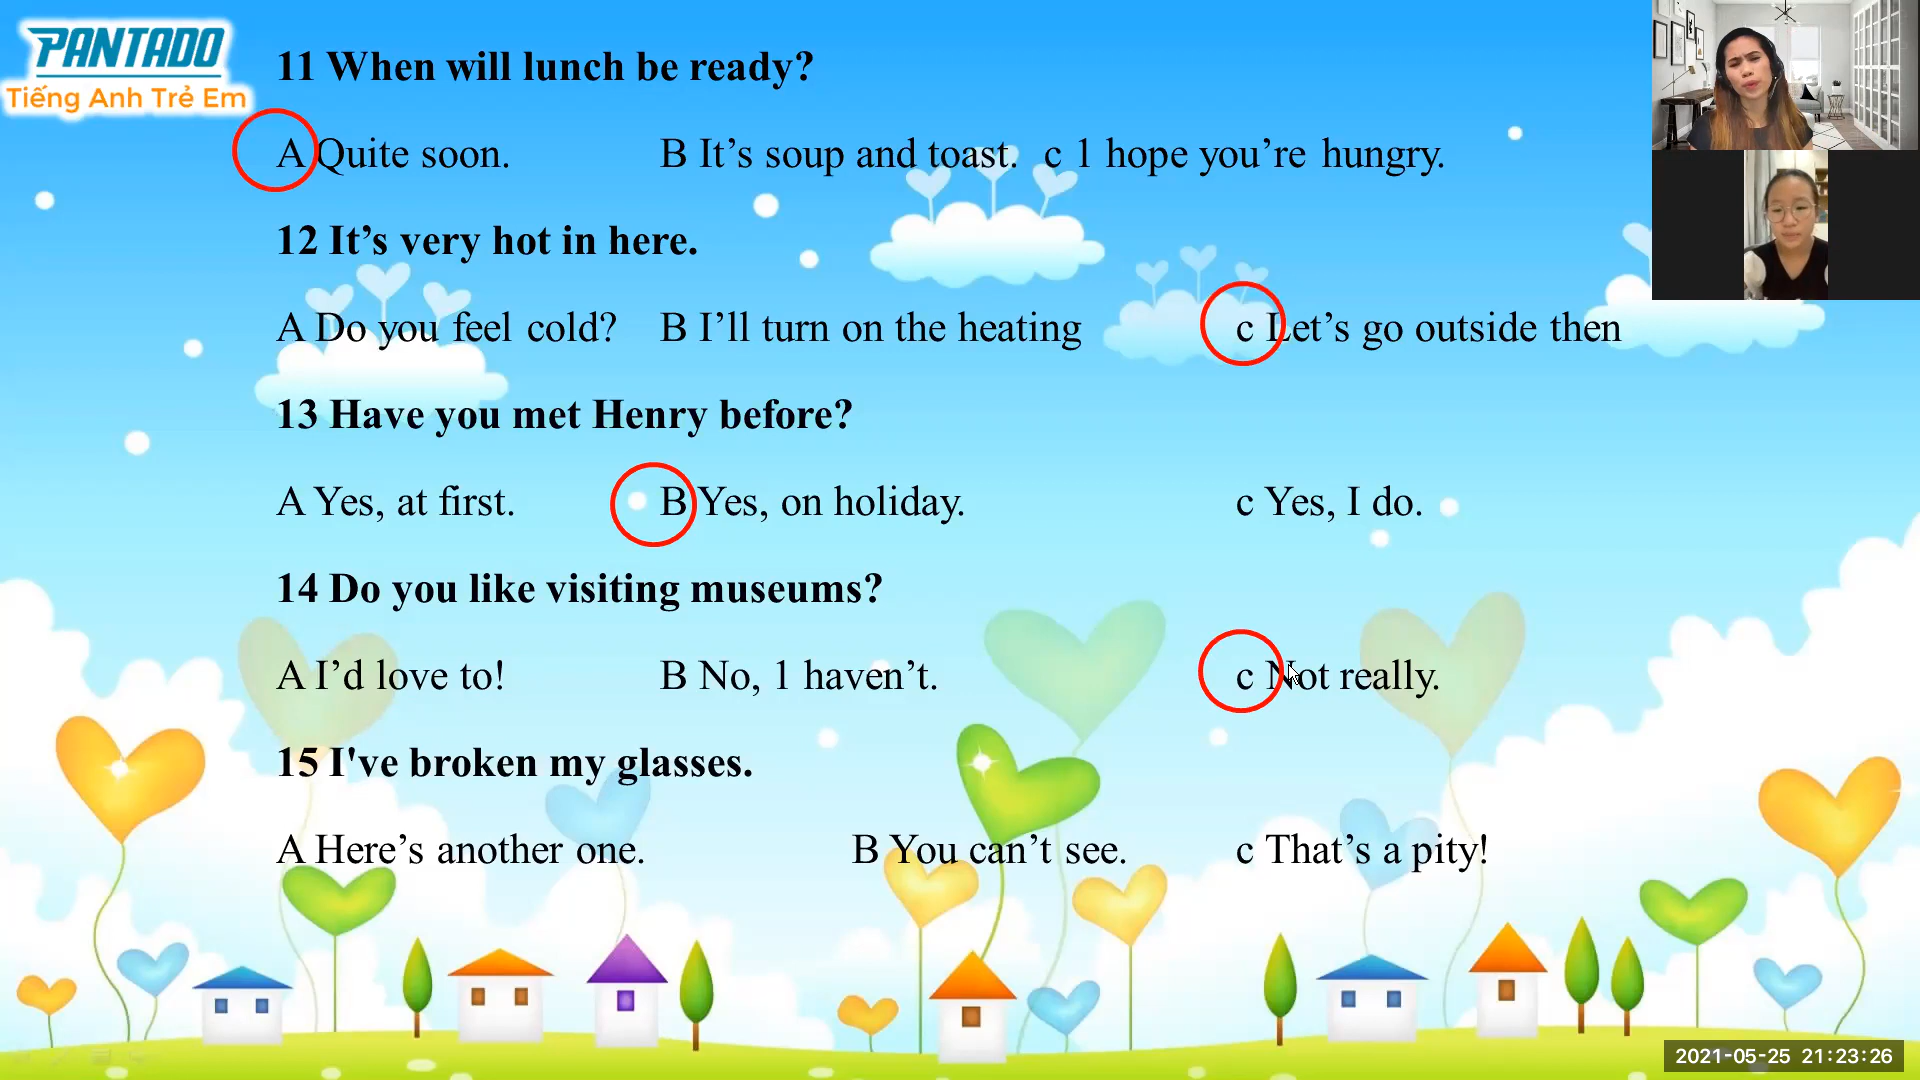 PANTADO
Tiếng Anh Trẻ Em
11 When will lunch be ready?
A Quite soon. B It’s soup and toast. c 1 hope you’re hungry.
12 It’s very hot in here.
A Do you feel cold? B I’ll turn on the heating c Let’s go outside then
13 Have you met Henry before?
A Yes, at first. B Yes, on holiday. c Yes, I do.
14 Do you like visiting museums?
A I’d love to! B No, 1 haven’t. c Not really.
15 I've broken my glasses.
A Here’s another one. B You can’t see. c That’s a pity!
2021-05-25 21:23:26